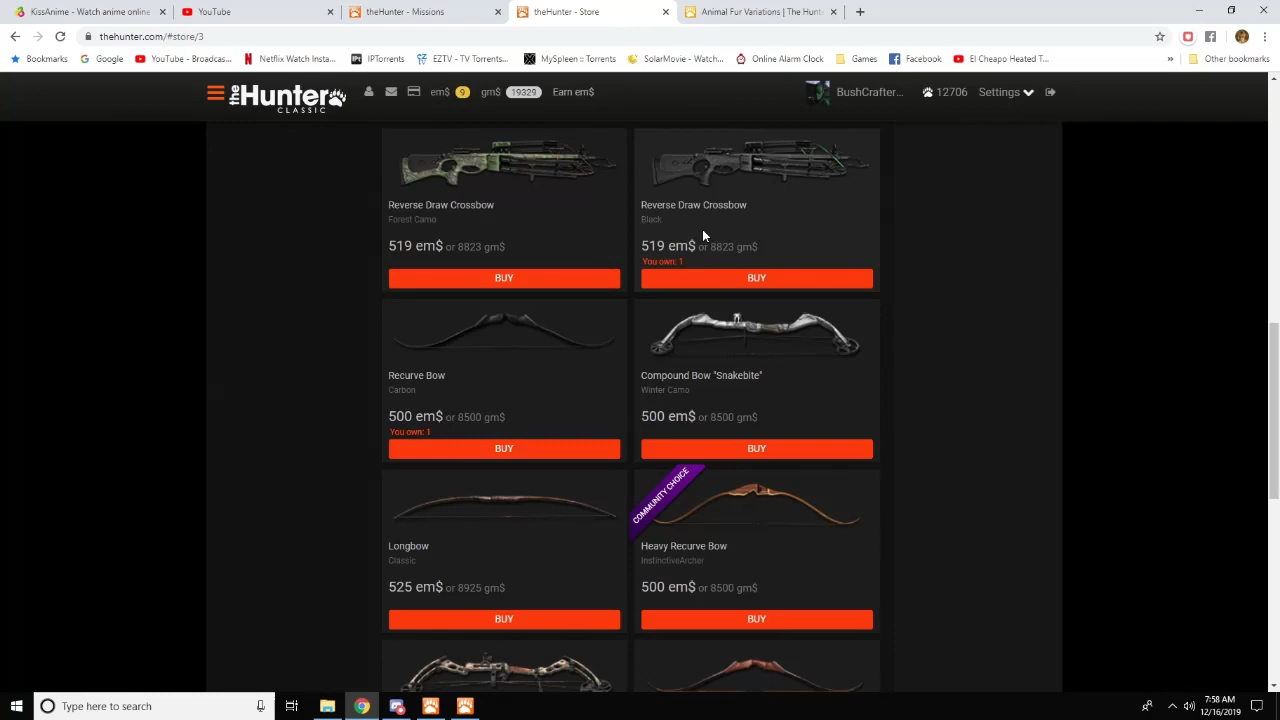 KissAnime - Watch anime online
YouTube
theHunter - Missions
theHunter - Store
Animal Fur Variations | The Hunt
thehunter.com/#store/3
Bookmarks
Google
YouTube - Broadcas...
Netflix Watch Insta...
IPTorrents
EZTV - TV Torrents...
MySpleen :: Torrents
SolarMovie - Watch...
Online Alarm Clock
Games
Facebook
El Cheapo Heated T...
»
Other bookmarks
the Hunter CLASSIC
em$ 9
gm$ 19329
Earn em$
BushCrafter...
12706
Settings
Reverse Draw Crossbow
Forest Camo
519 em$ or 8823 gm$
BUY
Reverse Draw Crossbow
Black
519 em$ or 8823 gm$
You own: 1
BUY
Recurve Bow
Carbon
500 em$ or 8500 gm$
You own: 1
BUY
Compound Bow "Snakebite"
Winter Camo
500 em$ or 8500 gm$
BUY
Longbow
Classic
525 em$ or 8925 gm$
BUY
COMMUNITY CHOICE
Heavy Recurve Bow
InstinctiveArcher
500 em$ or 8500 gm$
BUY
Type here to search
7:58 AM
12/16/2019